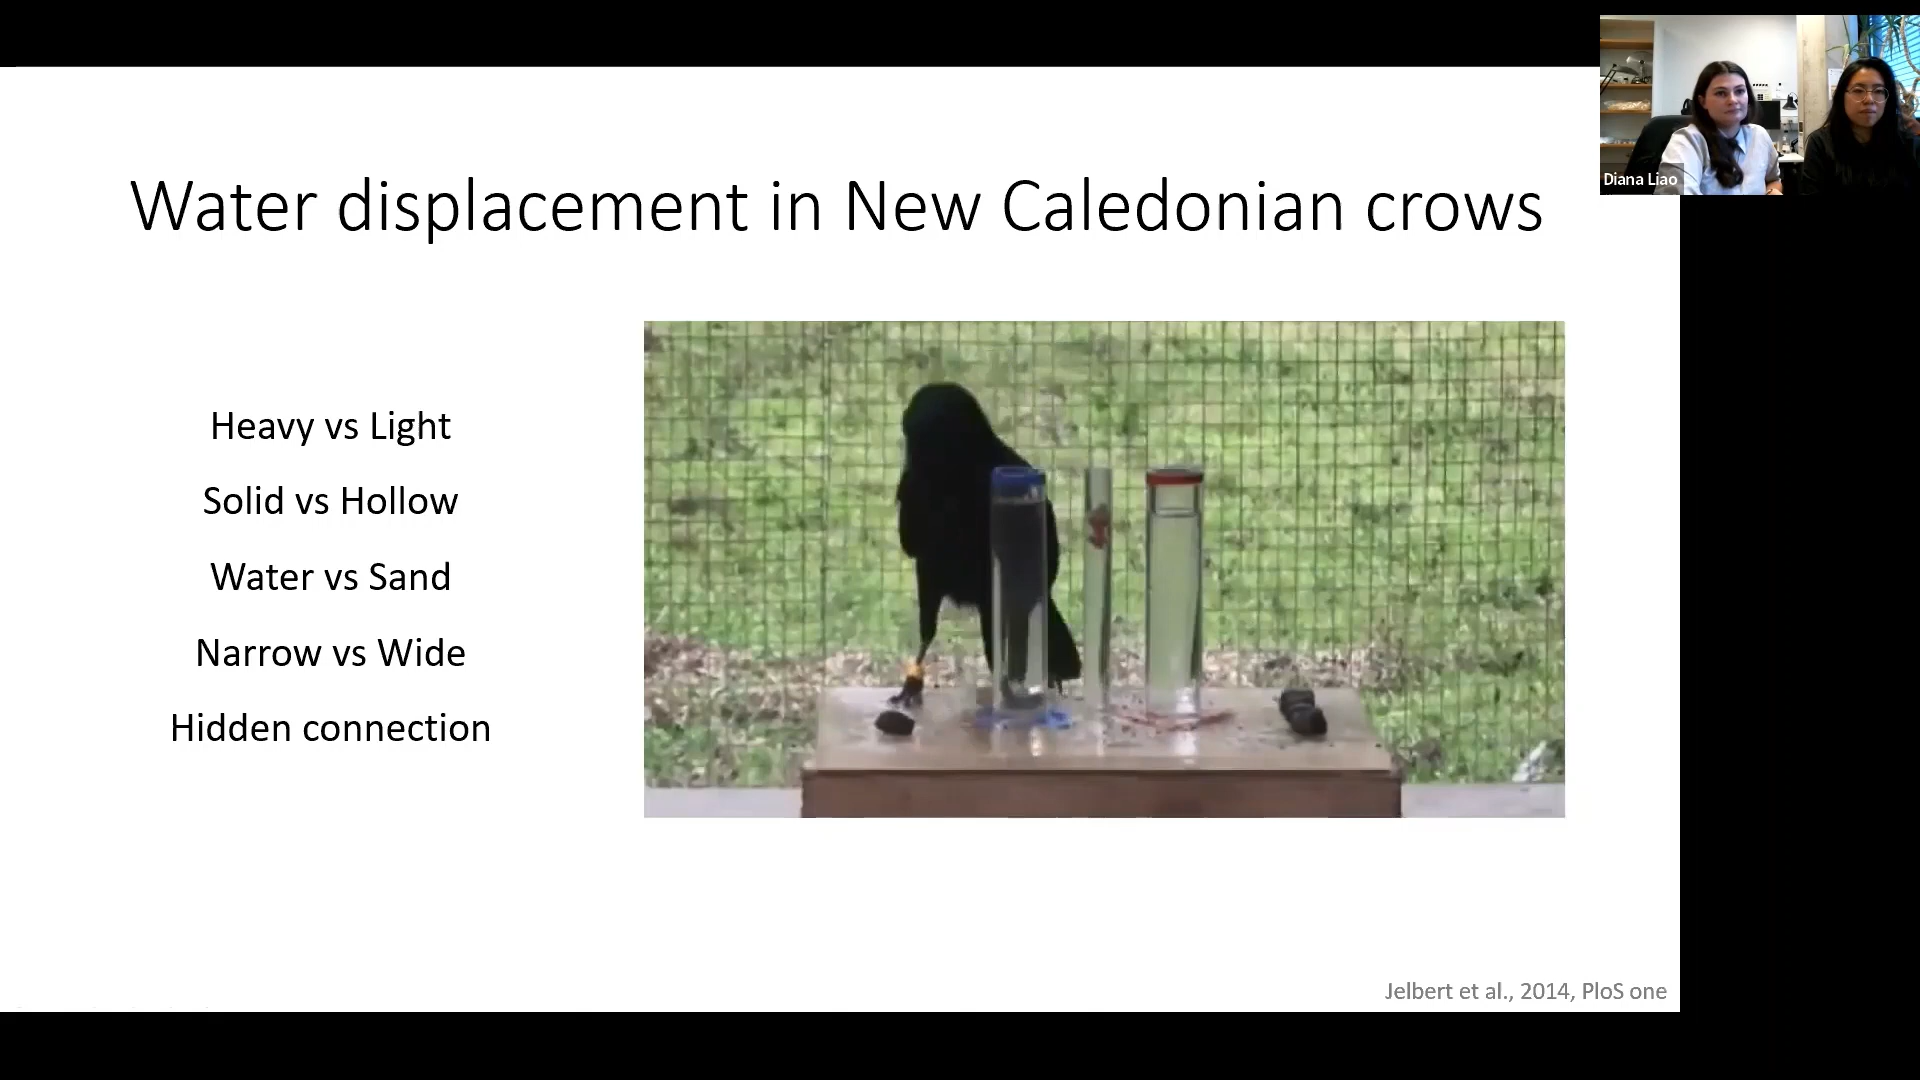 Diana Liao
Water displacement in New Caledonian crows
Heavy vs Light
Solid vs Hollow
Water vs Sand
Narrow vs Wide
Hidden connection
Jelbert et al., 2014, PloS one